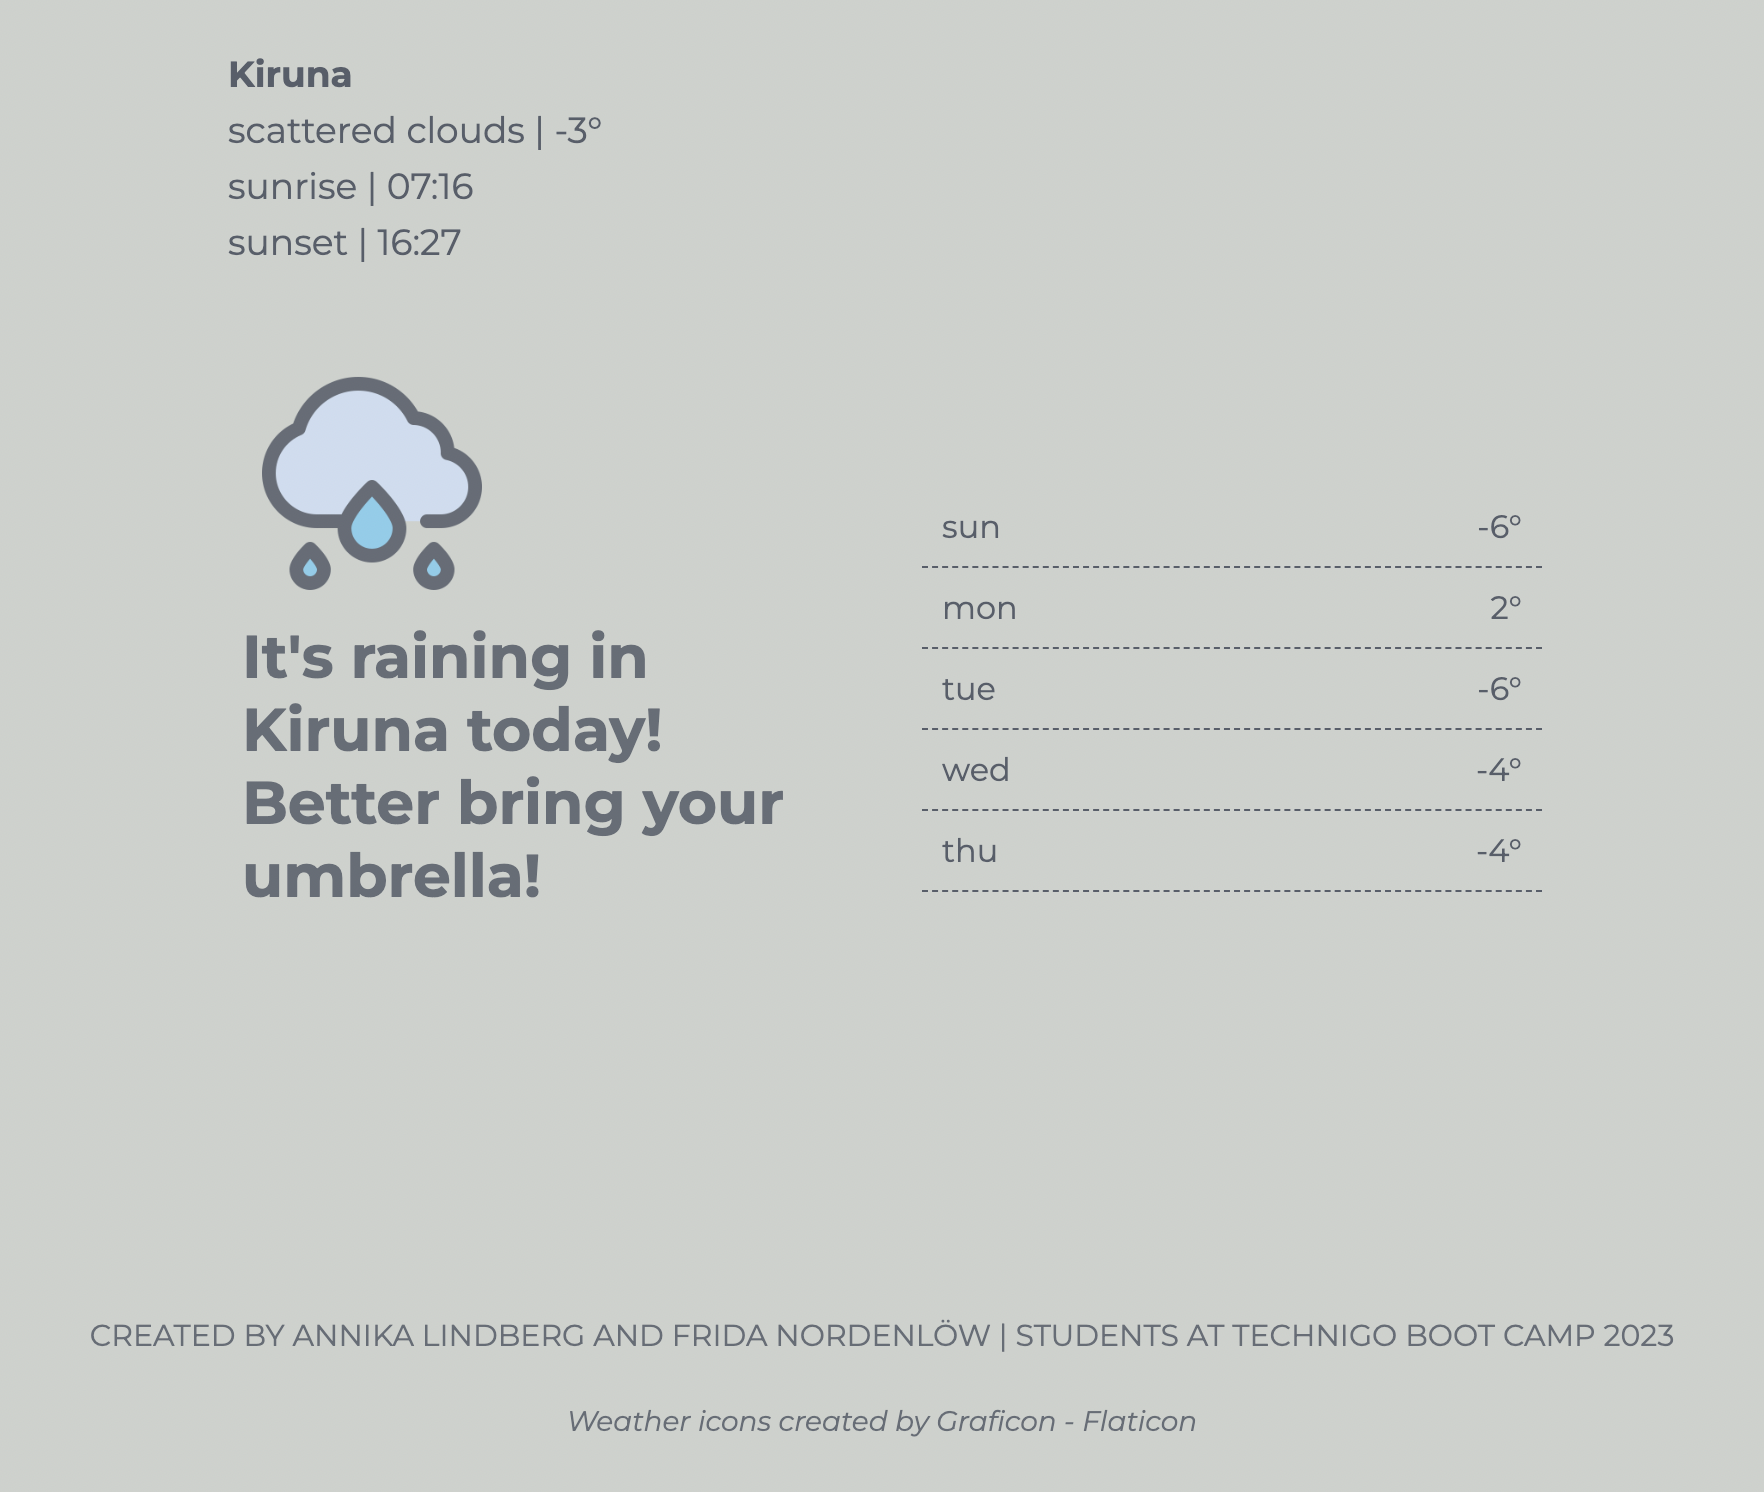 Kiruna
scattered clouds | -3°
sunrise | 07:16
sunset | 16:27
It's raining in
Kiruna today!
Better bring your
umbrella!
sun -6°
mon 2°
tue -6°
wed -4°
thu -4°
CREATED BY ANNIKA LINDBERG AND FRIDA NORDENLÖW | STUDENTS AT TECHNIGO BOOT CAMP 2023
Weather icons created by Graficon - Flaticon